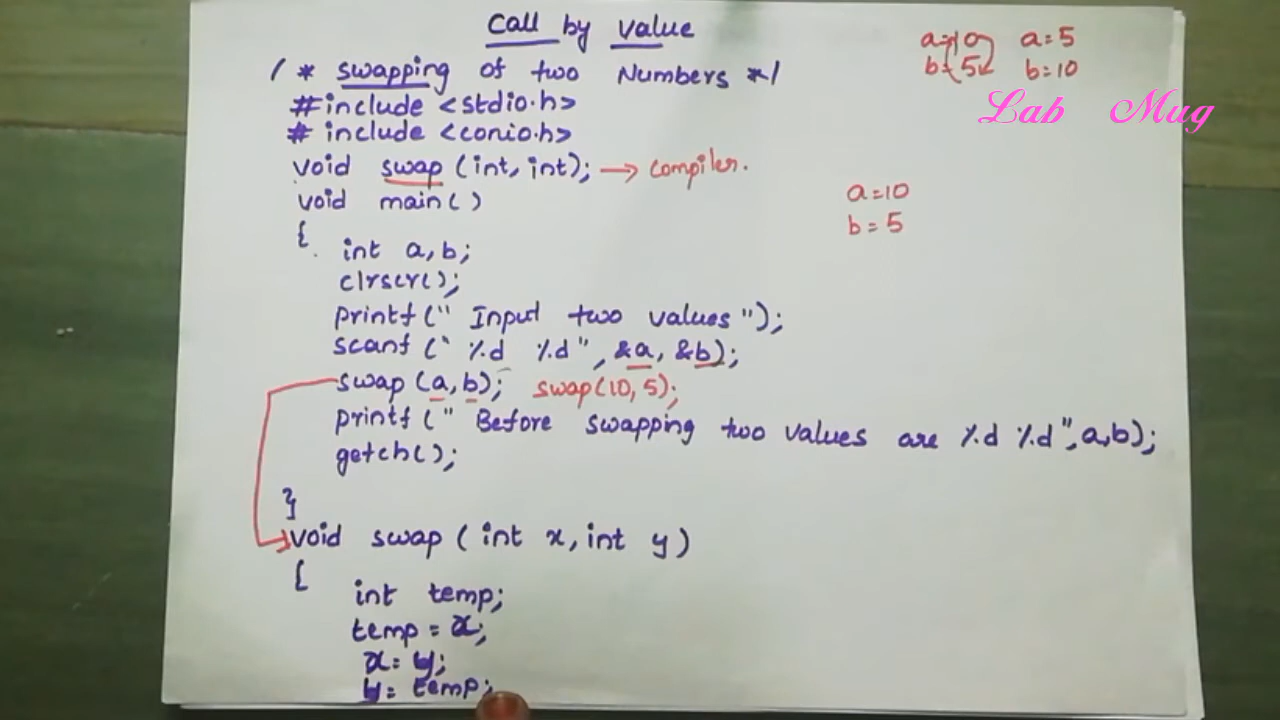 Call by value
/* swapping of two Numbers */
#include <stdio.h>
# include <conio.h>
void swap (int, int); → compiler.
void main()
{
int a,b;
clrscr();
printf(" Input two values");
scanf (" %d %d", &a, &b);
swap (a,b); swap(10,5);
printf (" Before swapping two values are %d %d",a,b);
getch();
}
void swap ( int x, int y)
{
int temp;
temp = x;
x= y;
y= temp;
a=10 a=5
b=5 b=10
Lab Mug
a=10
b=5